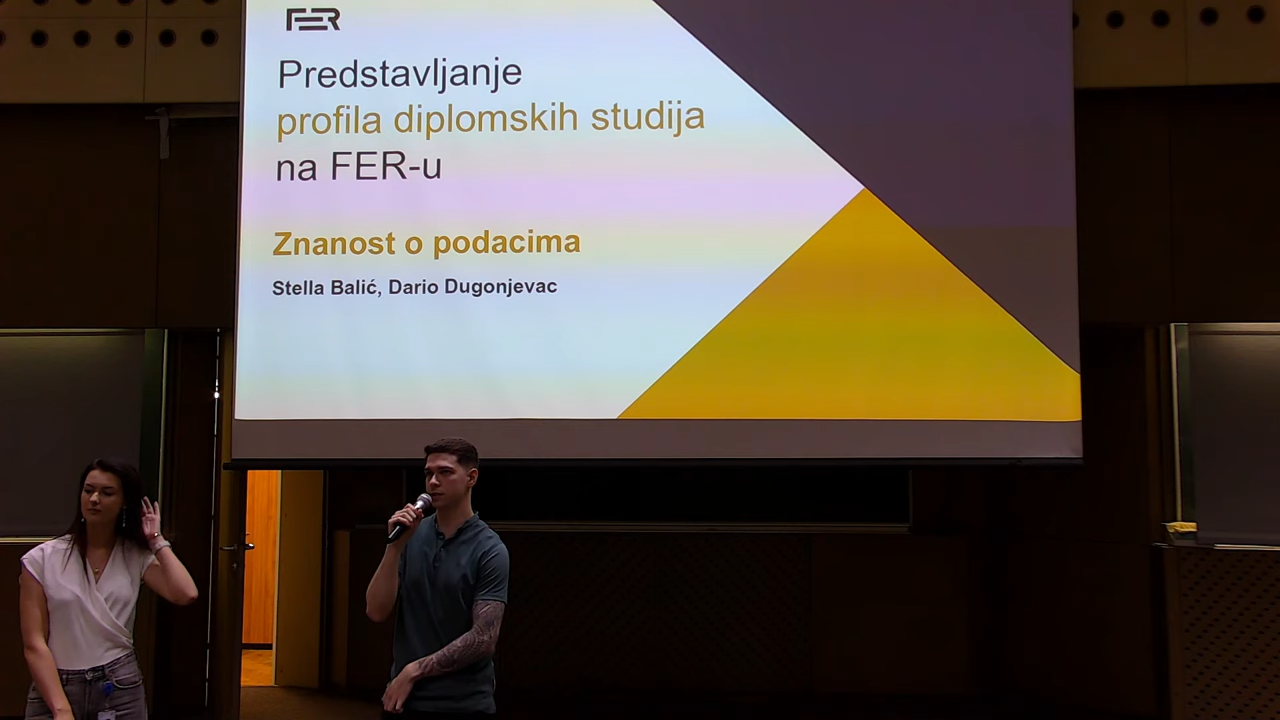 FER
Predstavljanje
profila diplomskih studija
na FER-u
Znanost o podacima
Stella Balić, Dario Dugonjevac